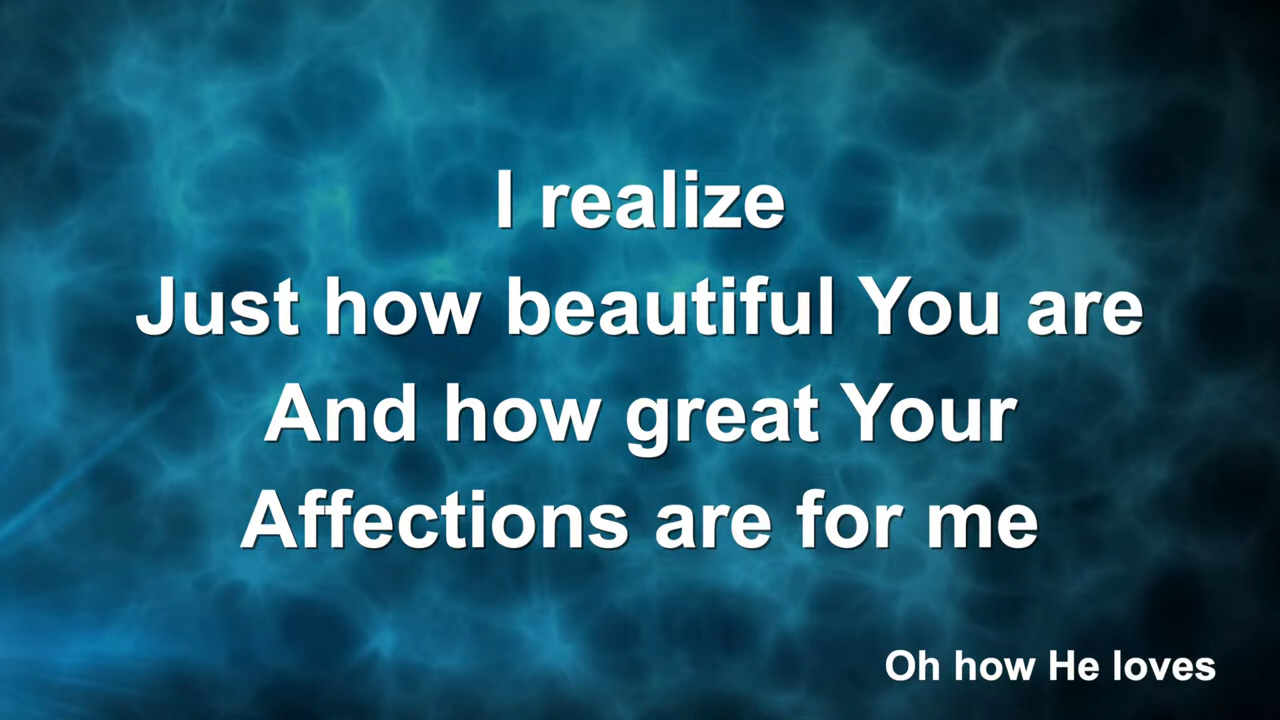 I realize
Just how beautiful You are
And how great Your
Affections are for me
Oh how He loves